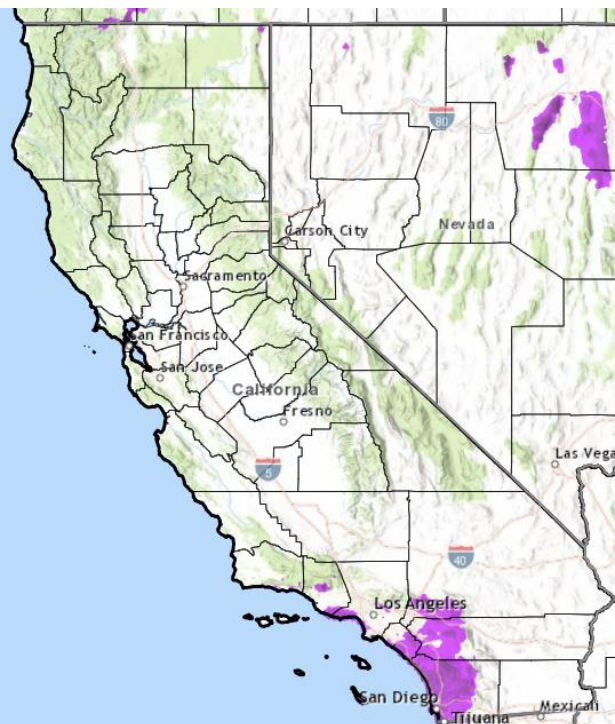 80
Nevada
Carson City
Sacramento
San Francisco
San Jose
California
Fresno
5
Las Vega
40
Los Angeles
San Diego
Tijuana
Mexicali